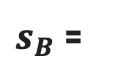 s_B =